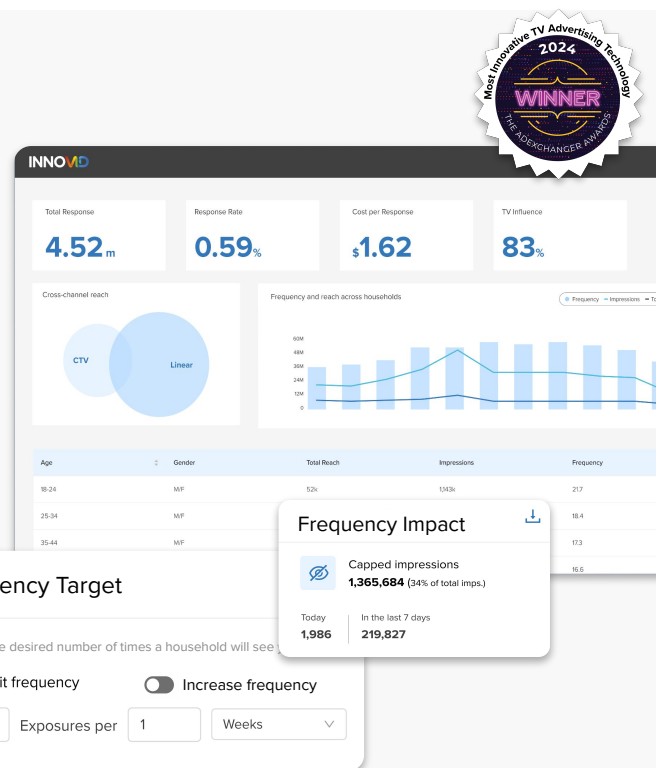 Most Innovative TV Advertising Technology
2024
WINNER
THE ADEXCHANGER AWARDS
INNOVID
Total Response
4.52 m
Response Rate
0.59%
Cost per Response
$1.62
TV Influence
83%
Cross-channel reach
CTV
Linear
Frequency and reach across households
Frequency Impressions To
60M
48M
36M
24M
12M
0
Age Gender Total Reach Impressions Frequency
18-24 M/F 52k 1,143k 21.7
25-34 M/F 18.4
35-44 M/F 17.3
16.6
Frequency Impact
Capped impressions
1,365,684 (34% of total imps.)
Today
1,986
In the last 7 days
219,827
ency Target
e desired number of times a household will see
it frequency
Increase frequency
Exposures per 1 Weeks